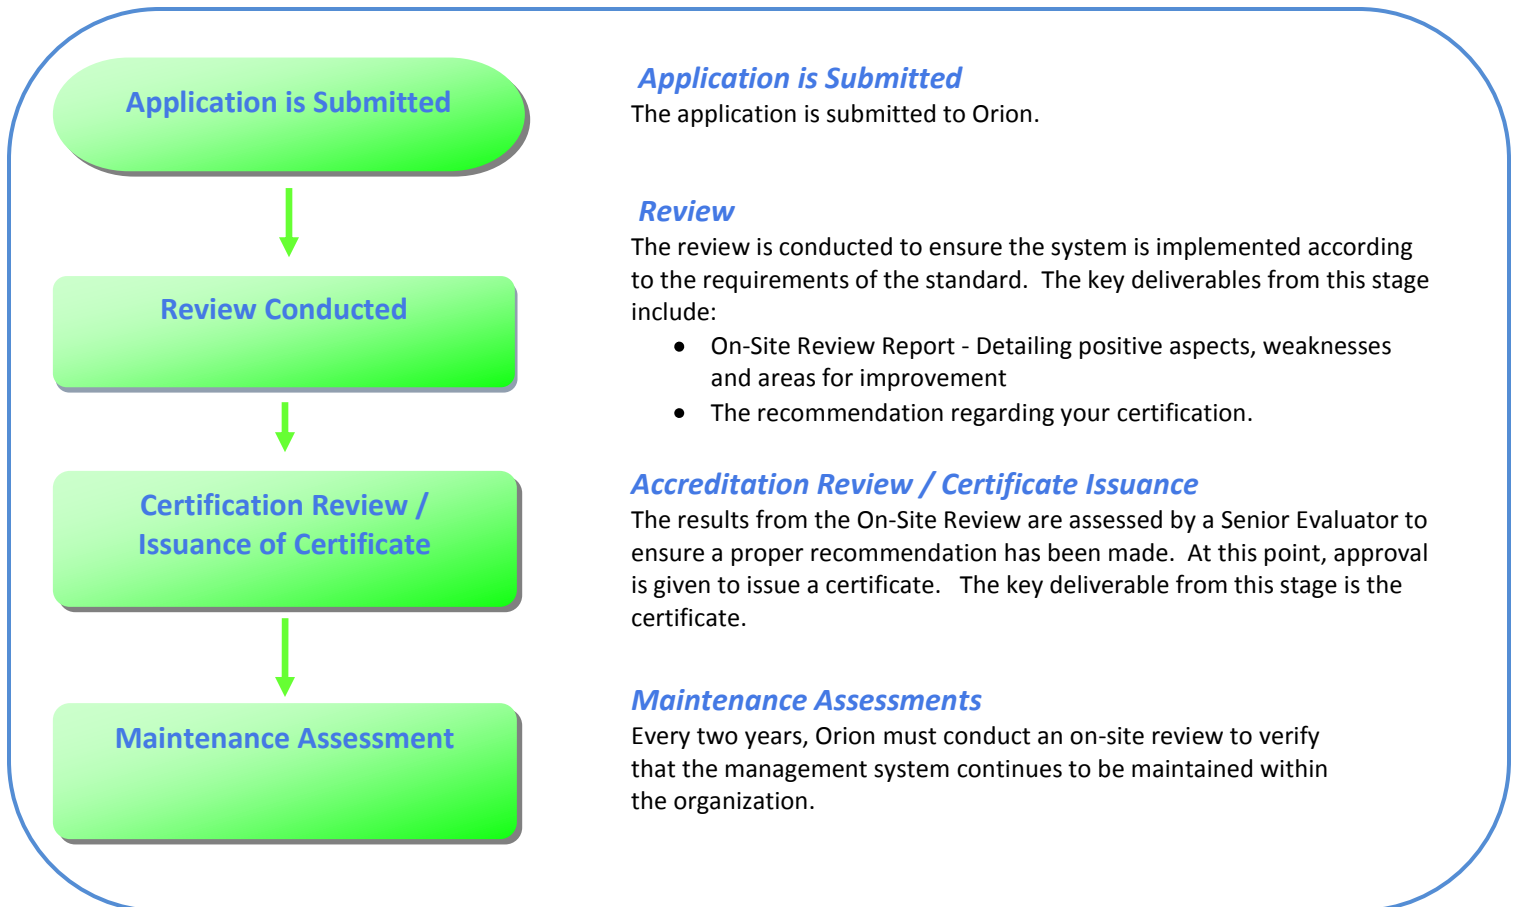 Application is Submitted
Review Conducted
Certification Review /
Issuance of Certificate
Maintenance Assessment
Application is Submitted
The application is submitted to Orion.
Review
The review is conducted to ensure the system is implemented according
to the requirements of the standard.  The key deliverables from this stage
include:
• On-Site Review Report - Detailing positive aspects, weaknesses
and areas for improvement
• The recommendation regarding your certification.
Accreditation Review / Certificate Issuance
The results from the On-Site Review are assessed by a Senior Evaluator to
ensure a proper recommendation has been made.  At this point, approval
is given to issue a certificate.   The key deliverable from this stage is the
certificate.
Maintenance Assessments
Every two years, Orion must conduct an on-site review to verify
that the management system continues to be maintained within
the organization.